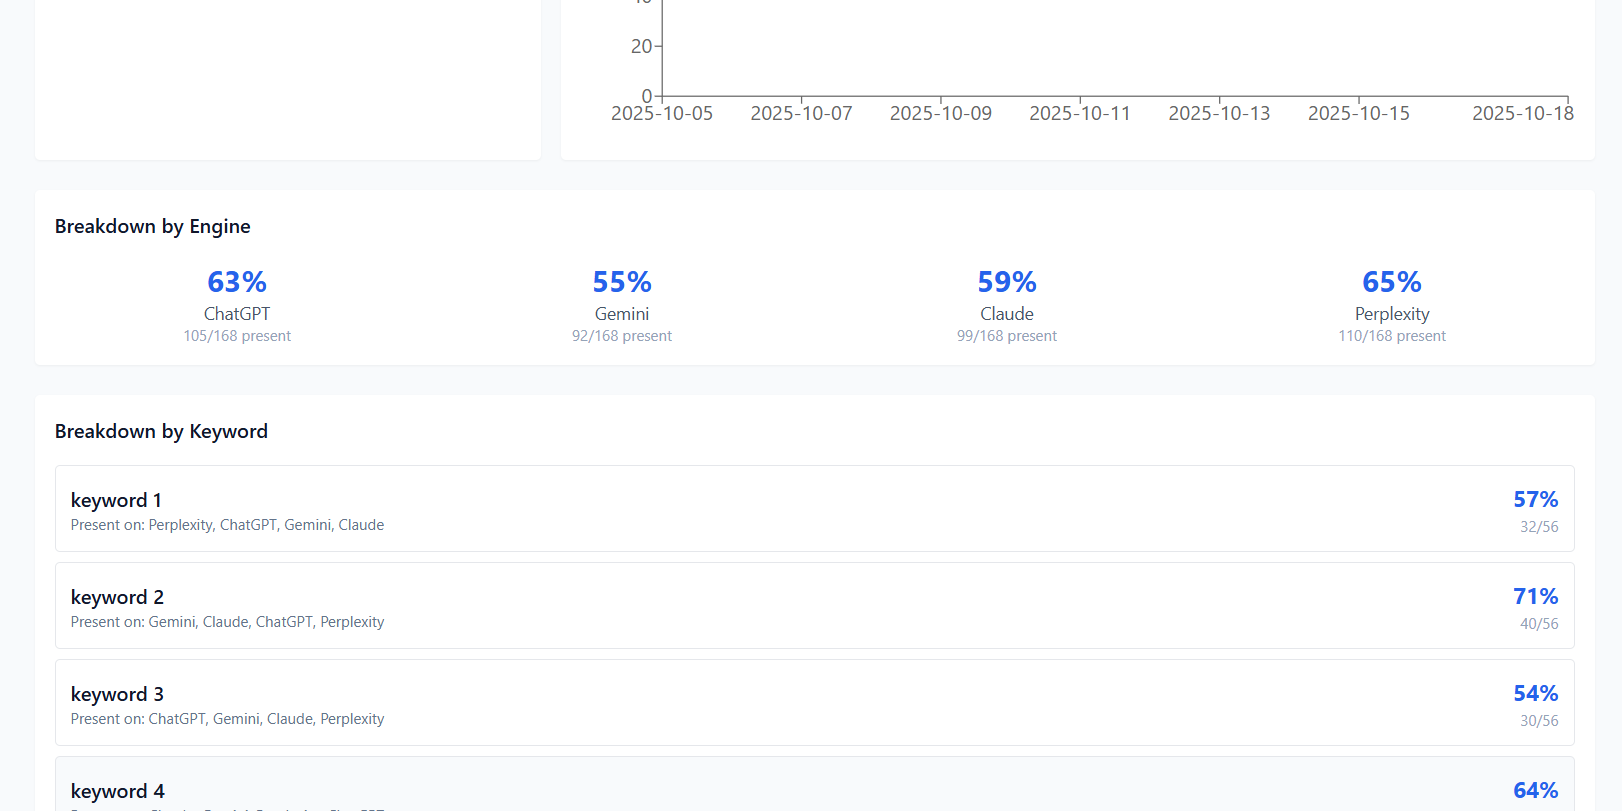 20
0
2025-10-05 2025-10-07 2025-10-09 2025-10-11 2025-10-13 2025-10-15 2025-10-18
Breakdown by Engine
63% 55% 59% 65%
ChatGPT Gemini Claude Perplexity
105/168 present 92/168 present 99/168 present 110/168 present
Breakdown by Keyword
keyword 1 57%
Present on: Perplexity, ChatGPT, Gemini, Claude 32/56
keyword 2 71%
Present on: Gemini, Claude, ChatGPT, Perplexity 40/56
keyword 3 54%
Present on: ChatGPT, Gemini, Claude, Perplexity 30/56
keyword 4 64%